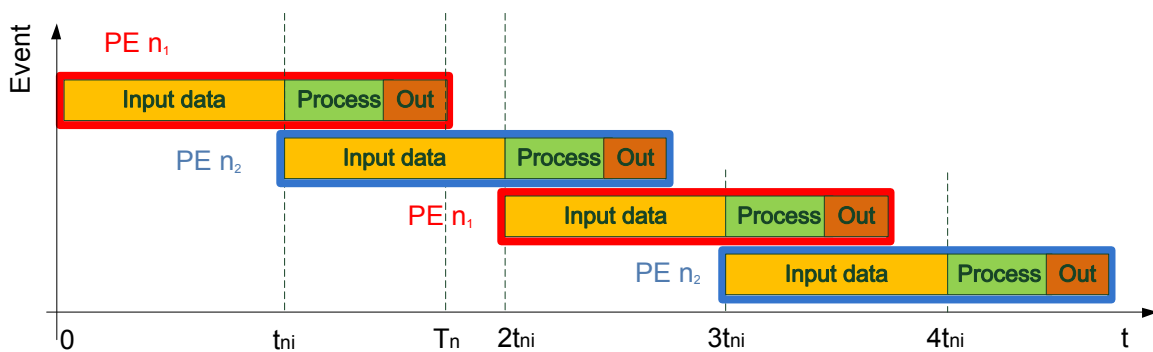 Event
PE n₁
Input data Process Out
PE n₂
Input data Process Out
PE n₁
Input data Process Out
PE n₂
Input data Process Out
0 tni Tn 2tni 3tni 4tni t